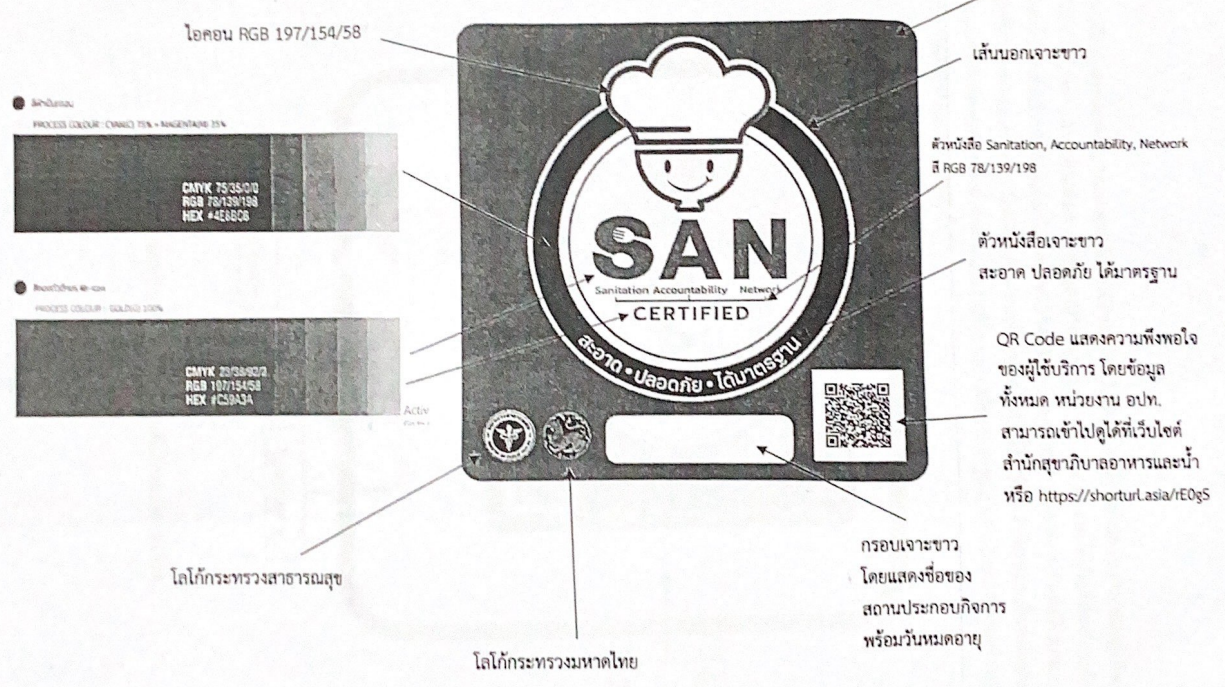 ไอคอน RGB 197/154/58
เส้นนอกเจาะขาว
PROCESS COLOUR : CYAN(C) 75% + MAGENTA(M) 35%
CMYK 75/35/0/0
RGB 78/139/198
HEX #4E8BC6
ตัวหนังสือ Sanitation, Accountability, Network
สี RGB 78/139/198
SAN
Sanitation Accountability Network
CERTIFIED
สะอาด • ปลอดภัย • ได้มาตรฐาน
ตัวหนังสือเจาะขาว
สะอาด ปลอดภัย ได้มาตรฐาน
PROCESS COLOUR : GOLD(G) 100%
CMYK 23/38/92/2
RGB 197/154/58
HEX #C59A3A
Activ
QR Code แสดงความพึงพอใจ
ของผู้ใช้บริการ โดยข้อมูล
ทั้งหมด หน่วยงาน อปท.
สามารถเข้าไปดูได้ที่เว็บไซต์
สำนักสุขาภิบาลอาหารและน้ำ
หรือ https://shorturl.asia/rE0gS
กรอบเจาะขาว
โดยแสดงชื่อของ
สถานประกอบกิจการ
พร้อมวันหมดอายุ
โลโก้กระทรวงสาธารณสุข
โลโก้กระทรวงมหาดไทย